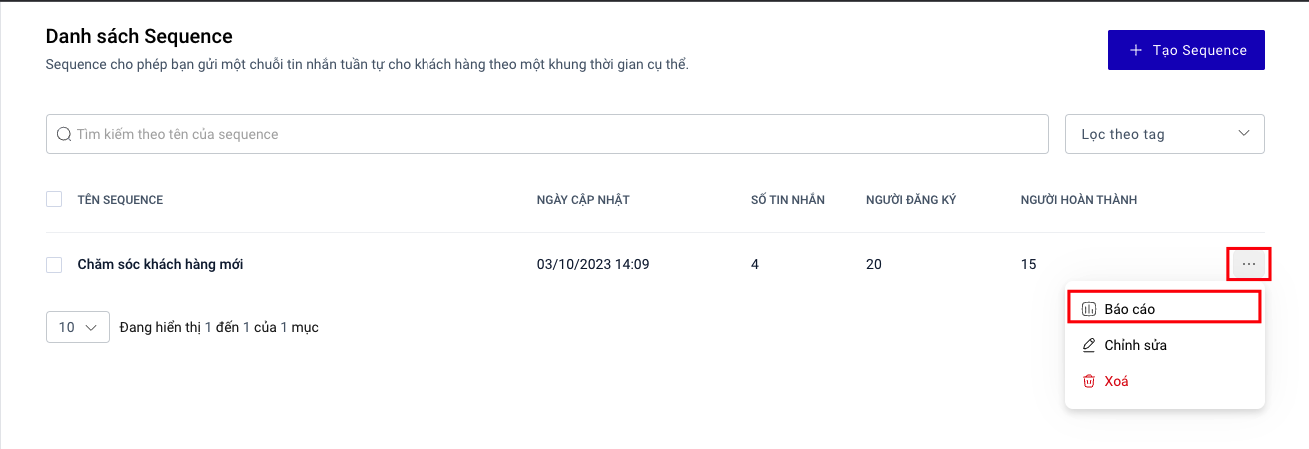 Danh sách Sequence
Sequence cho phép bạn gửi một chuỗi tin nhắn tuần tự cho khách hàng theo một khung thời gian cụ thể.
+ Tạo Sequence
Tìm kiếm theo tên của sequence
Lọc theo tag
TÊN SEQUENCE NGÀY CẬP NHẬT SỐ TIN NHẮN NGƯỜI ĐĂNG KÝ NGƯỜI HOÀN THÀNH
Chăm sóc khách hàng mới 03/10/2023 14:09 4 20 15 ...
Báo cáo
Chỉnh sửa
Xoá
10 Đang hiển thị 1 đến 1 của 1 mục